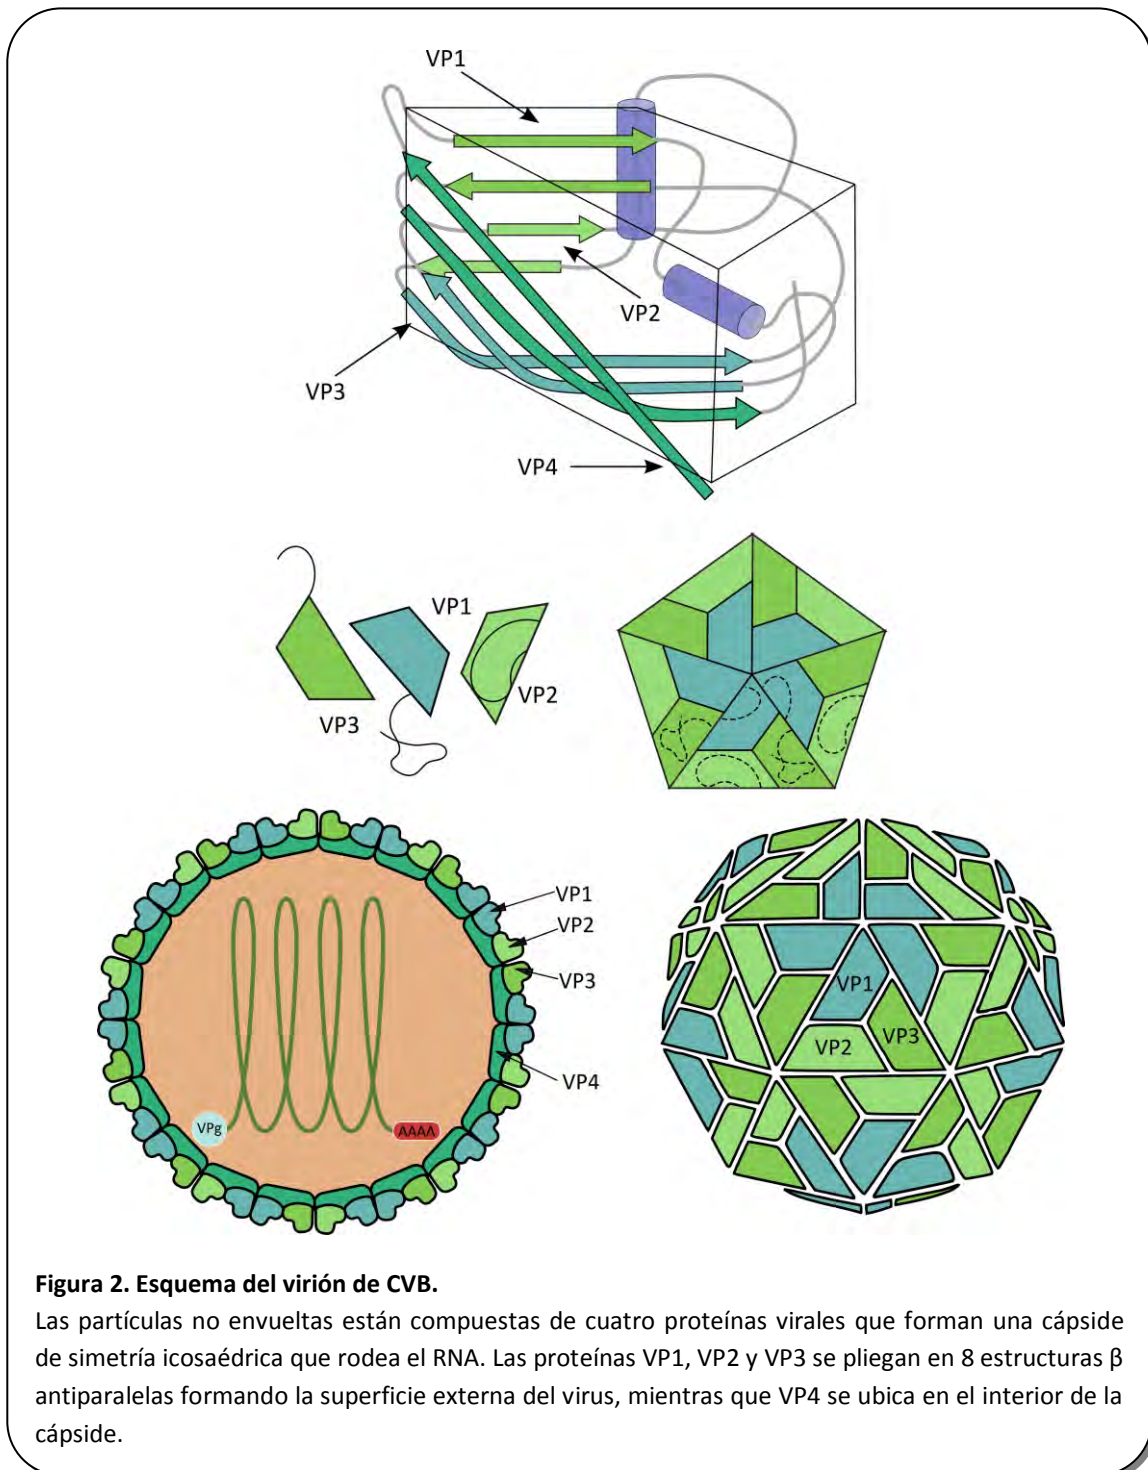 VP1
VP2
VP3
VP4
VP1
VP3
VP2
VP1
VP2
VP3
VP4
VPg
AAAA
VP1
VP2
VP3
Figura 2. Esquema del virión de CVB.
Las partículas no envueltas están compuestas de cuatro proteínas virales que forman una cápside
de simetría icosaédrica que rodea el RNA. Las proteínas VP1, VP2 y VP3 se pliegan en 8 estructuras β
antiparalelas formando la superficie externa del virus, mientras que VP4 se ubica en el interior de la
cápside.